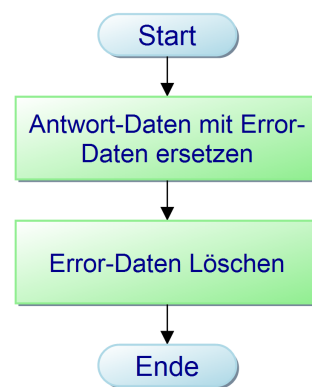 Start
Antwort-Daten mit Error-
Daten ersetzen
Error-Daten Löschen
Ende